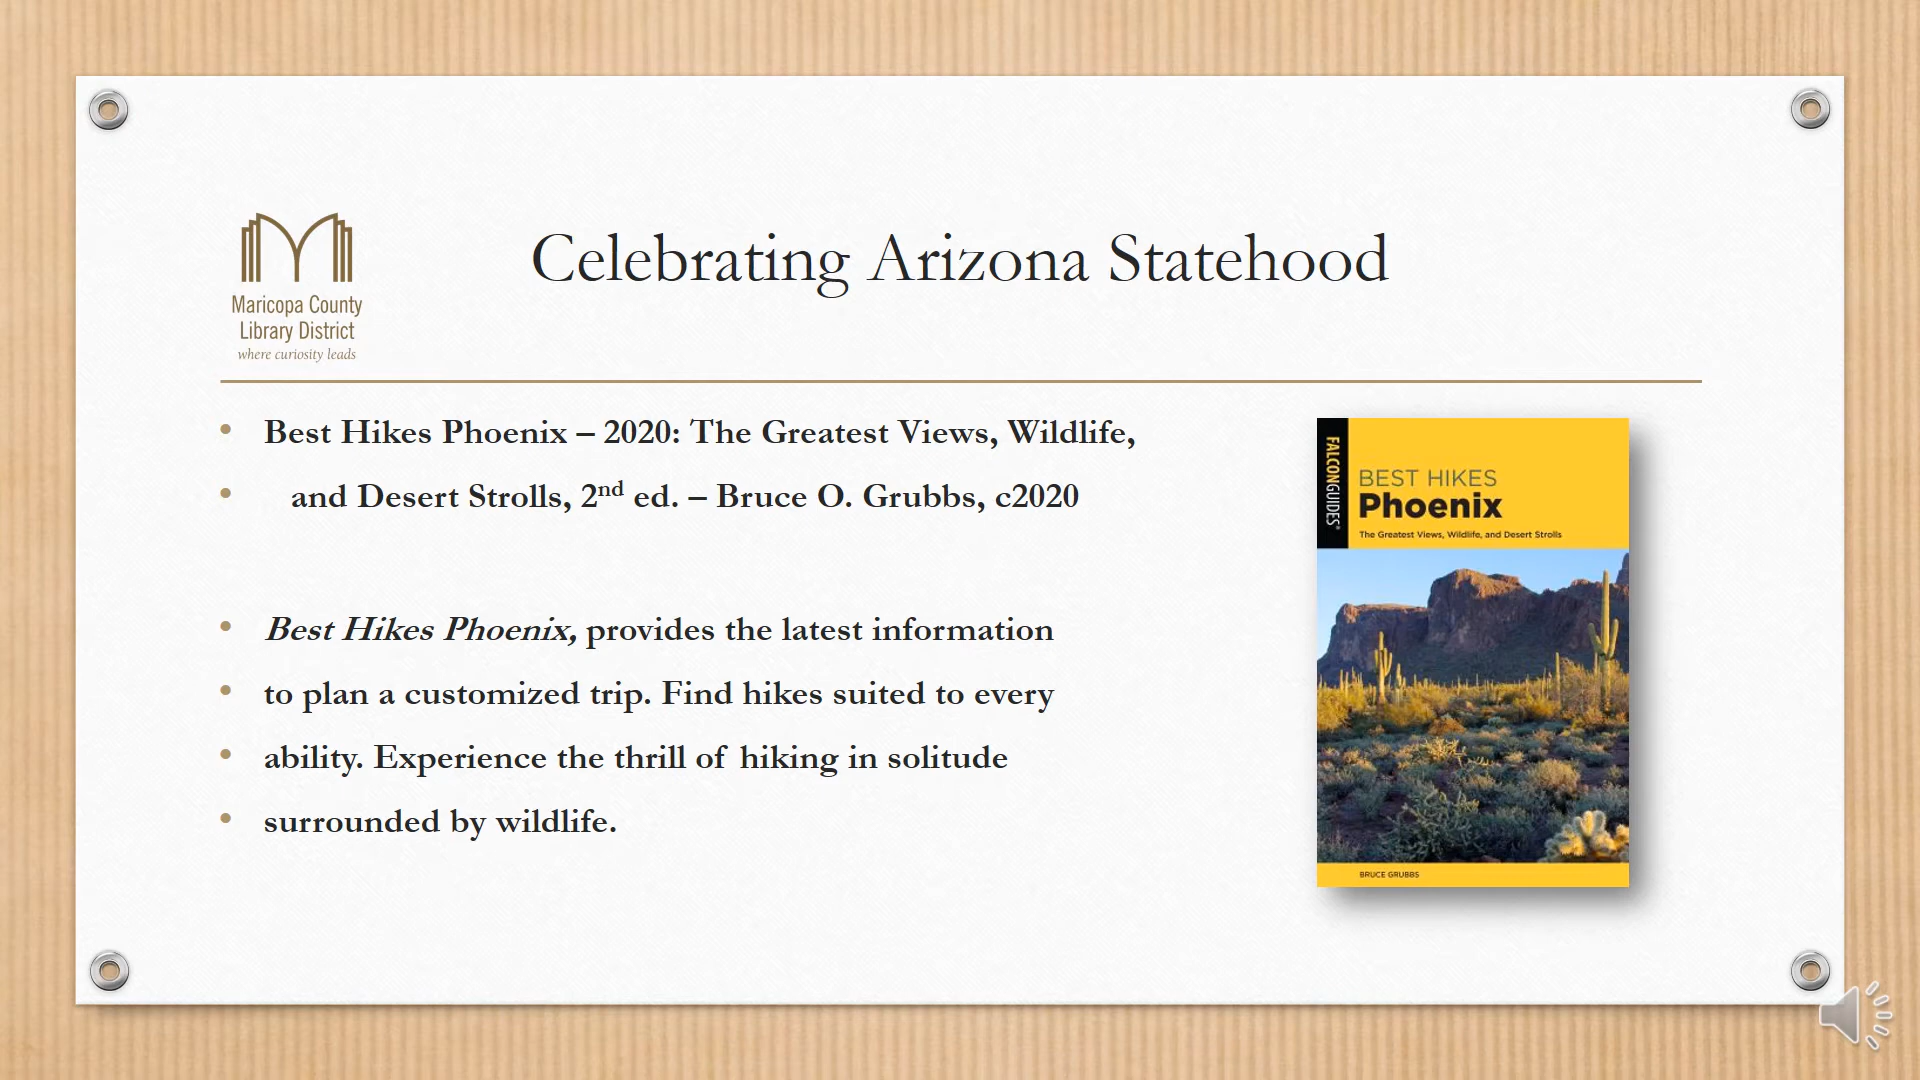 Maricopa County
Library District
where curiosity leads
Celebrating Arizona Statehood
• Best Hikes Phoenix – 2020: The Greatest Views, Wildlife,
• and Desert Strolls, 2nd ed. – Bruce O. Grubbs, c2020
• Best Hikes Phoenix, provides the latest information
• to plan a customized trip. Find hikes suited to every
• ability. Experience the thrill of hiking in solitude
• surrounded by wildlife.
FALCONGUIDES®
BEST HIKES
Phoenix
The Greatest Views, Wildlife, and Desert Strolls
BRUCE GRUBBS